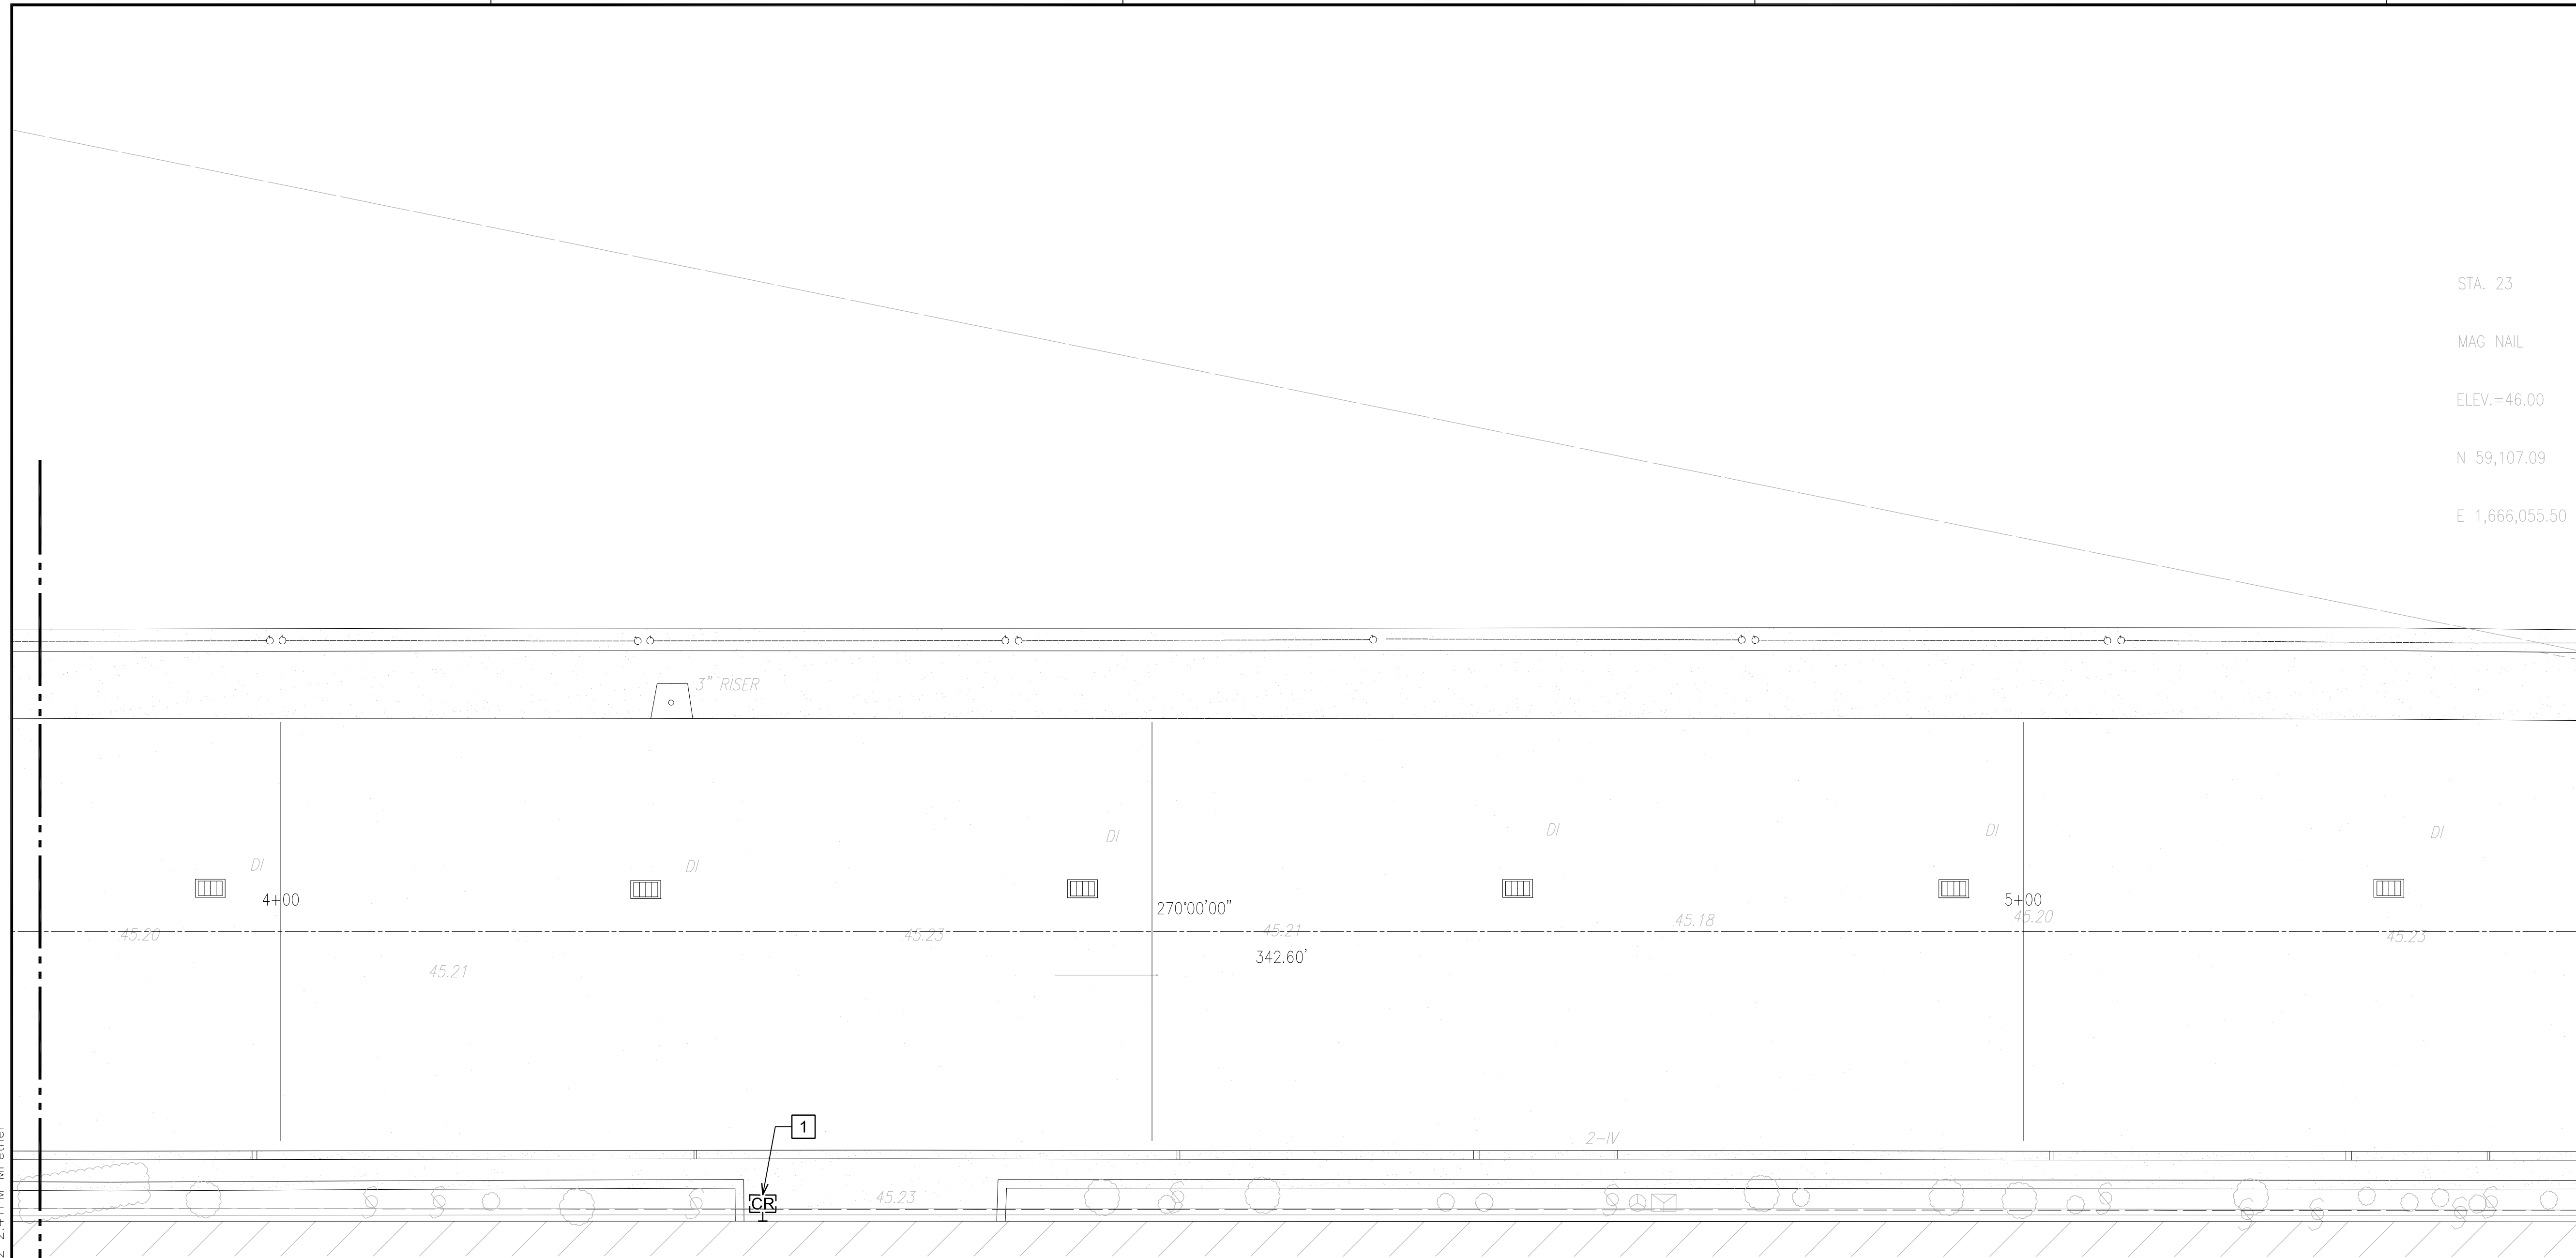 STA. 23
MAG NAIL
ELEV.=46.00
N 59,107.09
E 1,666,055.50
3" RISER
DI
DI
DI
DI
DI
DI
4+00
270°00'00"
5+00
45.20
45.21
45.23
45.21
45.18
45.20
45.23
342.60'
1
2-IV
CR
45.23